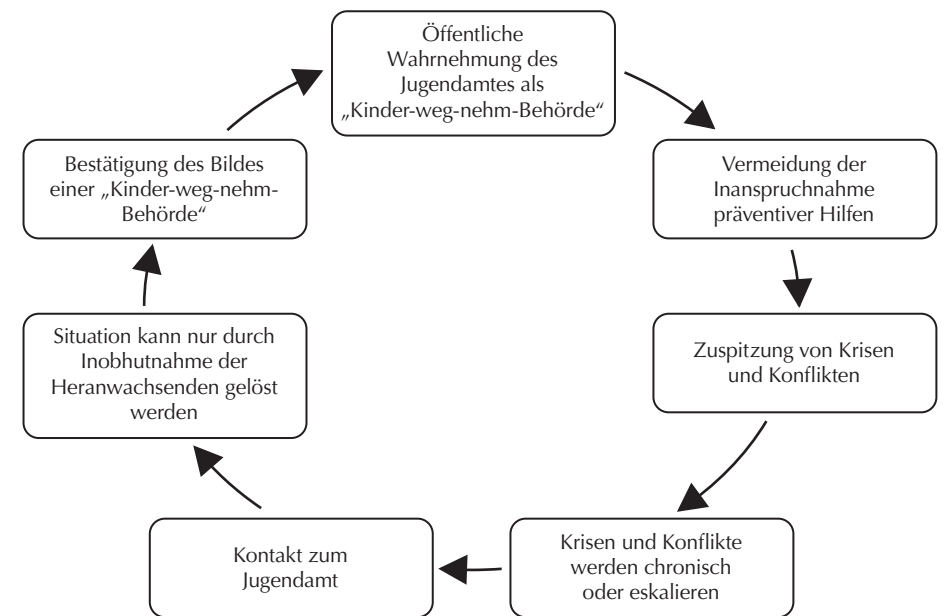 Öffentliche
Wahrnehmung des
Jugendamtes als
„Kinder-weg-nehm-Behörde“
Vermeidung der
Inanspruchnahme
präventiver Hilfen
Zuspitzung von Krisen
und Konflikten
Krisen und Konflikte
werden chronisch
oder eskalieren
Kontakt zum
Jugendamt
Situation kann nur durch
Inobhutnahme der
Heranwachsenden gelöst
werden
Bestätigung des Bildes
einer „Kinder-weg-nehm-
Behörde“